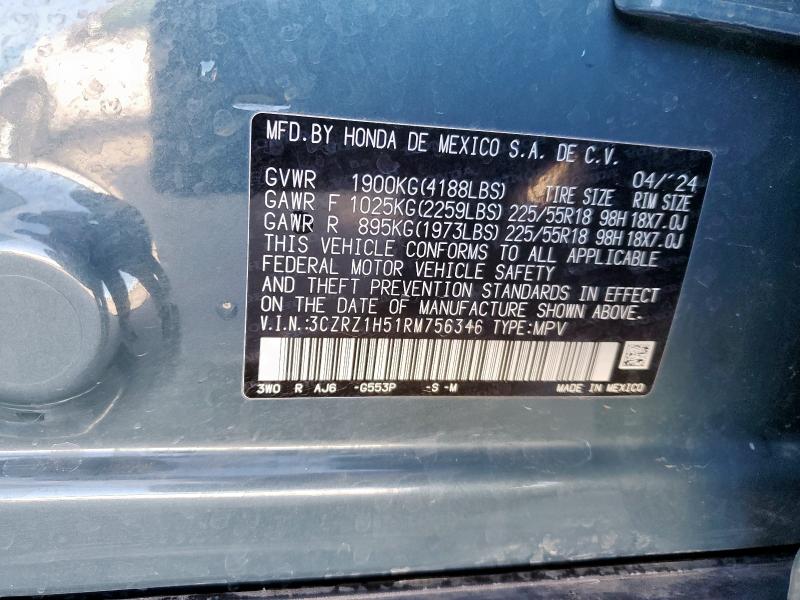 MFD. BY HONDA DE MEXICO S.A. DE C.V.
04/'24
GVWR 1900KG(4188LBS) TIRE SIZE RIM SIZE
GAWR F 1025KG(2259LBS) 225/55R18 98H 18X7.0J
GAWR R 895KG(1973LBS) 225/55R18 98H 18X7.0J
THIS VEHICLE CONFORMS TO ALL APPLICABLE
FEDERAL MOTOR VEHICLE SAFETY
AND THEFT PREVENTION STANDARDS IN EFFECT
ON THE DATE OF MANUFACTURE SHOWN ABOVE.
V.I.N.:3CZRZ1H51RM756346 TYPE:MPV
3W0 R AJ6 -G553P -S -M MADE IN MEXICO